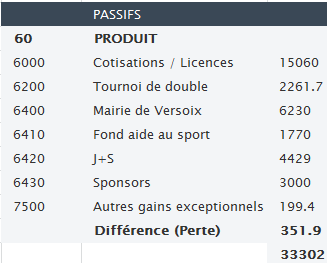 PASSIFS
60 PRODUIT
6000 Cotisations / Licences 15060
6200 Tournoi de double 2261.7
6400 Mairie de Versoix 6230
6410 Fond aide au sport 1770
6420 J+S 4429
6430 Sponsors 3000
7500 Autres gains exceptionnels 199.4
Différence (Perte) 351.9
33302